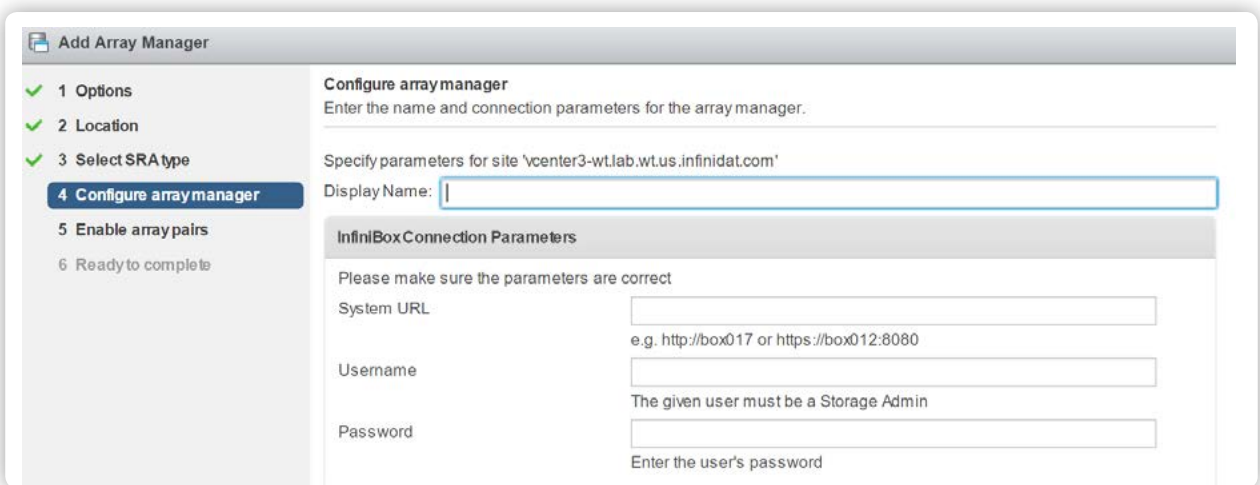 Add Array Manager
1 Options
2 Location
3 Select SRA type
4 Configure array manager
5 Enable array pairs
6 Ready to complete
Configure array manager
Enter the name and connection parameters for the array manager.
Specify parameters for site 'vcenter3-wt.lab.wt.us.infinidat.com'
Display Name:
InfiniBox Connection Parameters
Please make sure the parameters are correct
System URL
e.g. http://box017 or https://box012:8080
Username
The given user must be a Storage Admin
Password
Enter the user's password